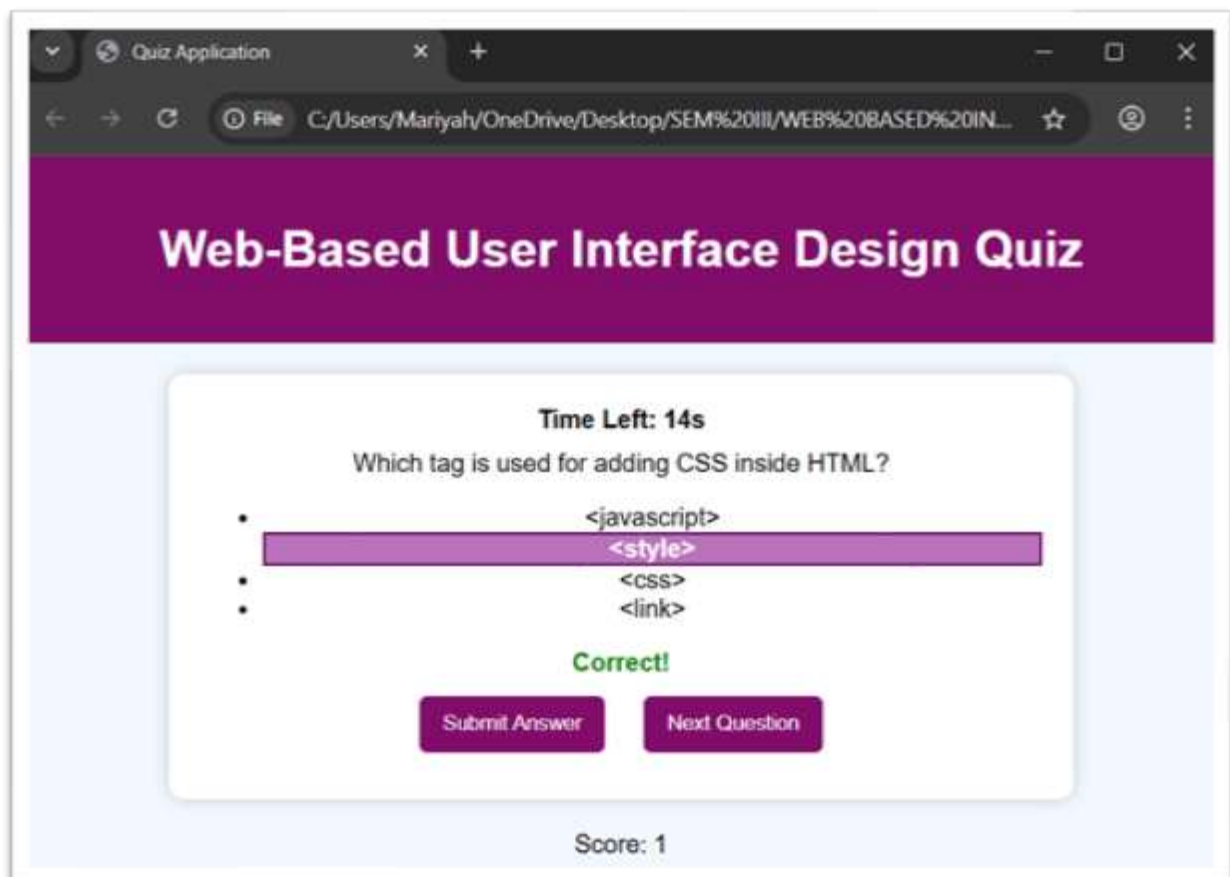 Quiz Application
File C:/Users/Mariyah/OneDrive/Desktop/SEM%20III/WEB%20BASED%20IN...
Web-Based User Interface Design Quiz
Time Left: 14s
Which tag is used for adding CSS inside HTML?
<javascript>
<style>
<css>
<link>
Correct!
Submit Answer Next Question
Score: 1